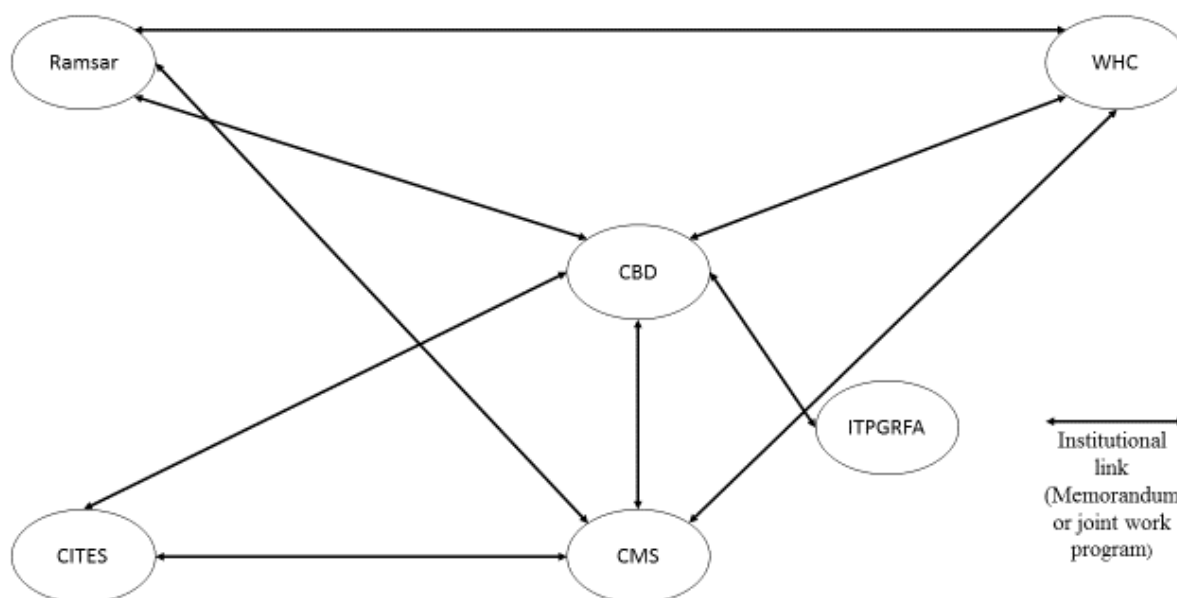 Ramsar
WHC
CBD
ITPGRFA
CITES
CMS
Institutional
link
(Memorandum
or joint work
program)